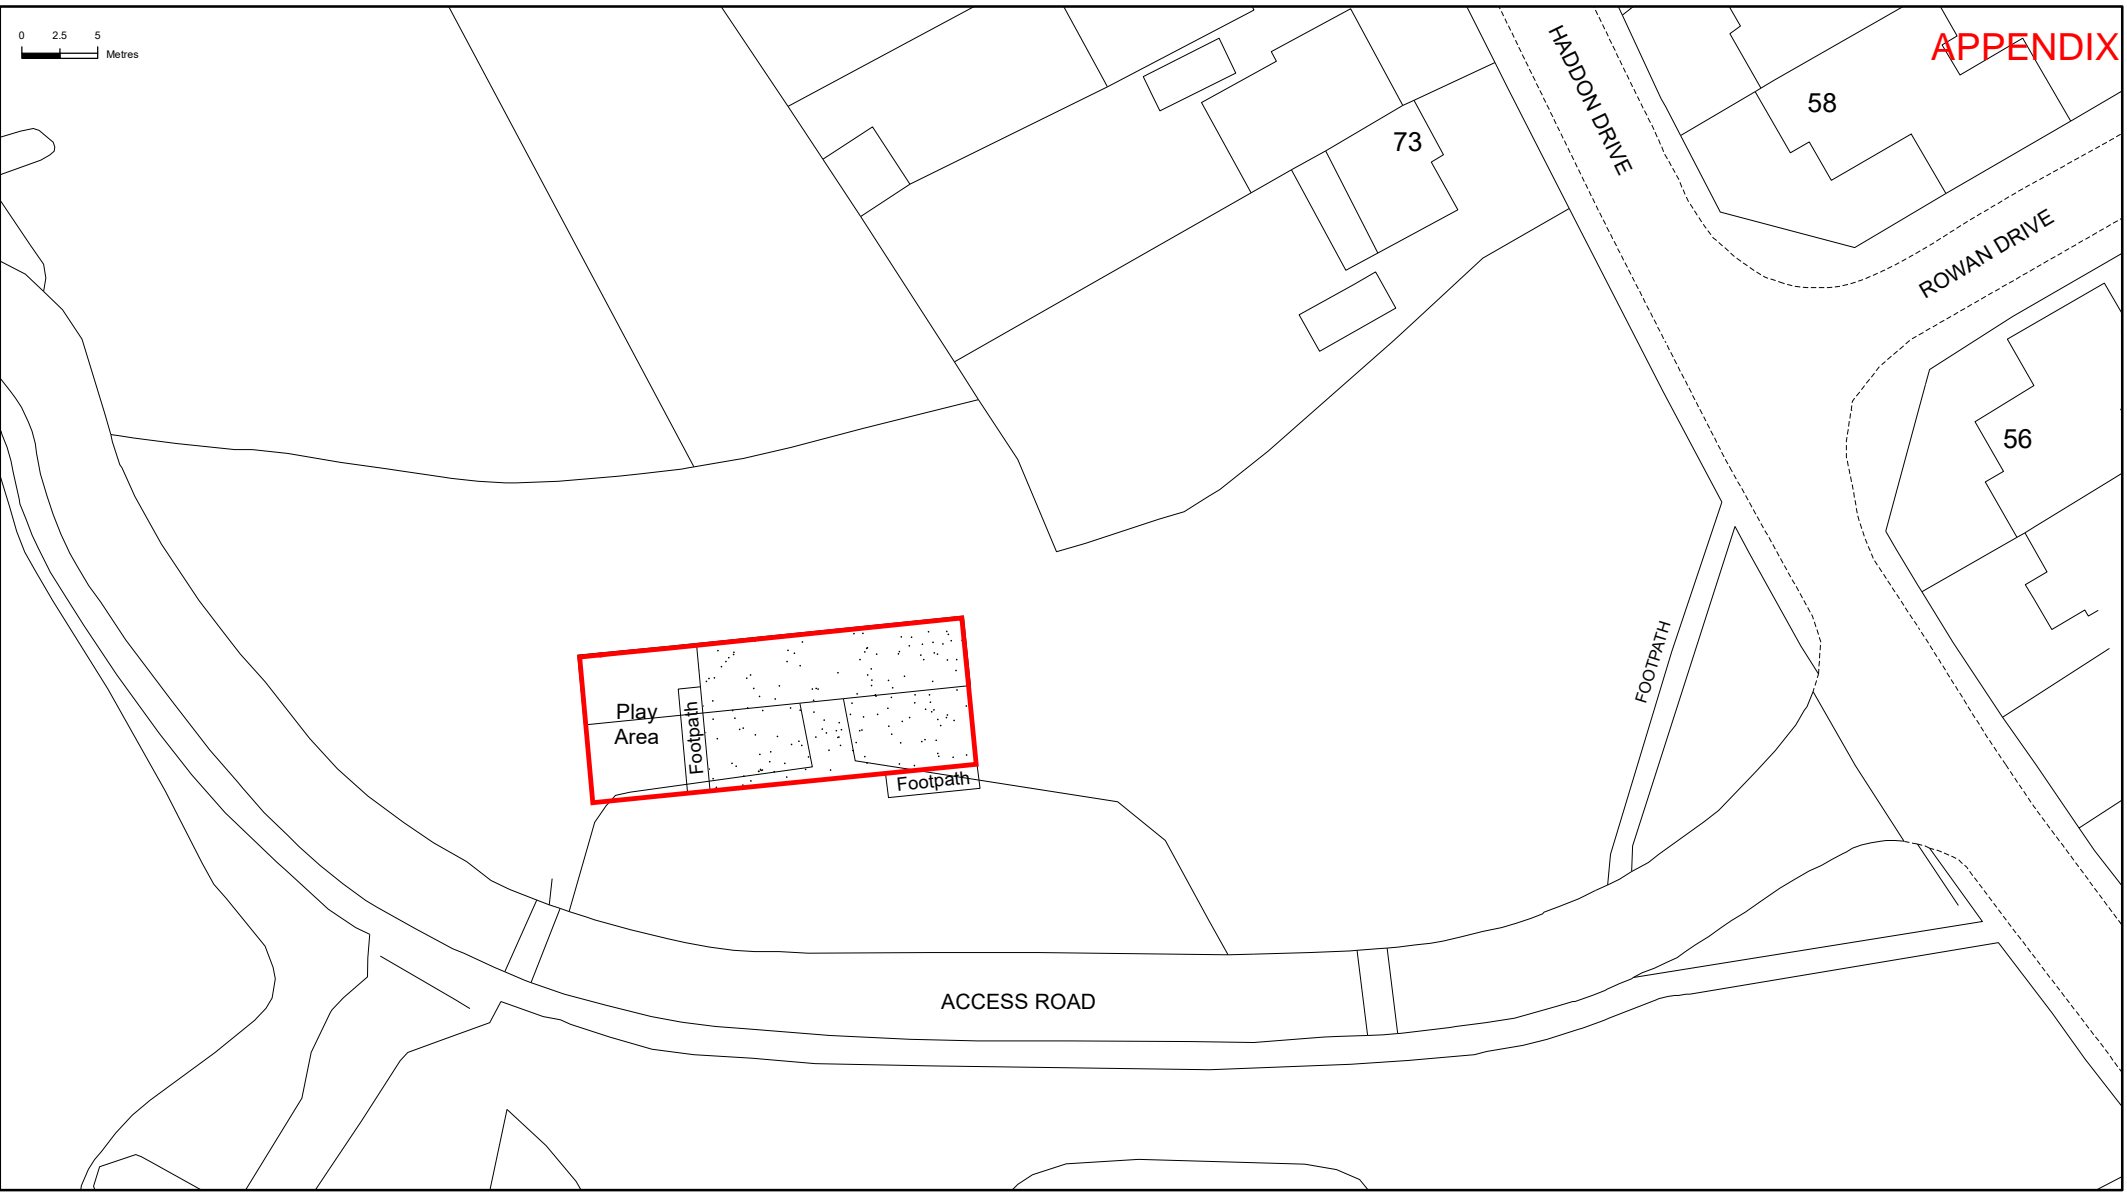 0 2.5 5
Metres
APPENDIX
HADDON DRIVE
58
73
ROWAN DRIVE
56
FOOTPATH
Play
Area
Footpath
Footpath
ACCESS ROAD